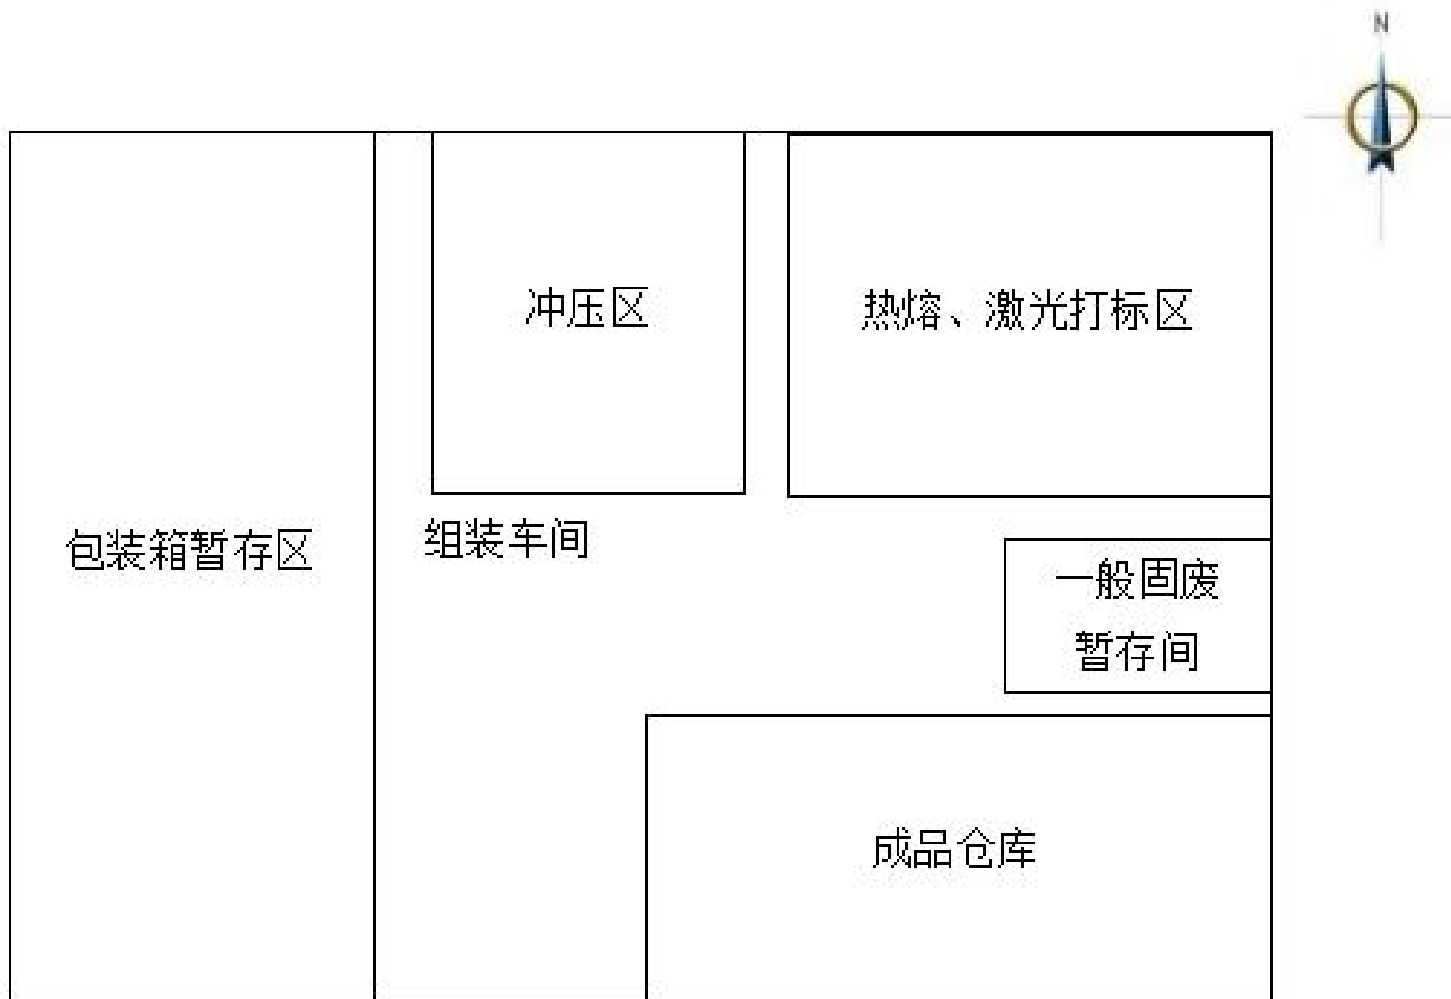 N
冲压区
热熔、激光打标区
包装箱暂存区
组装车间
一般固废
暂存间
成品仓库